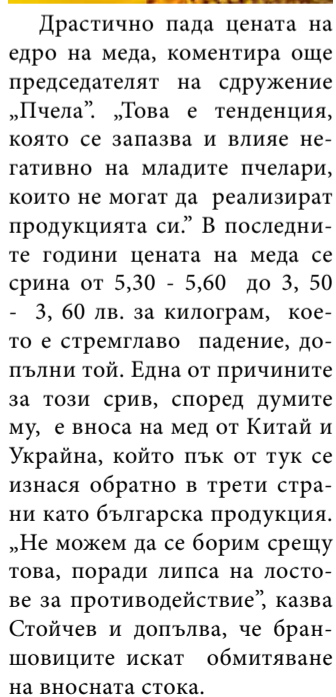 Драстично пада цената на
едро на меда, коментира още
председателят на сдружение
„Пчела”. „Това е тенденция,
която се запазва и влияе не-
гативно на младите пчелари,
които не могат да реализират
продукцията си.” В последни-
те години цената на меда се
срина от 5,30 - 5,60 до 3, 50
- 3, 60 лв. за килограм, кое-
то е стремглаво падение, до-
пълни той. Една от причините
за този срив, според думите
му, е вноса на мед от Китай и
Украйна, който пък от тук се
изнася обратно в трети стра-
ни като българска продукция.
„Не можем да се борим срещу
това, поради липса на лосто-
ве за противодействие”, казва
Стойчев и допълва, че бран-
шовиците искат обмитяване
на вносната стока.